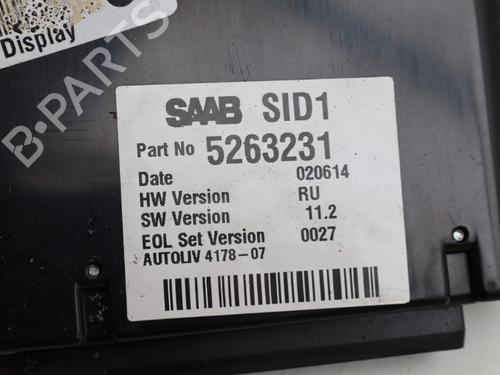 Display
SAAB SID1
Part No 5263231
Date 020614
HW Version RU
SW Version 11.2
EOL Set Version 0027
AUTOLIV 4178-07
B-PARTS